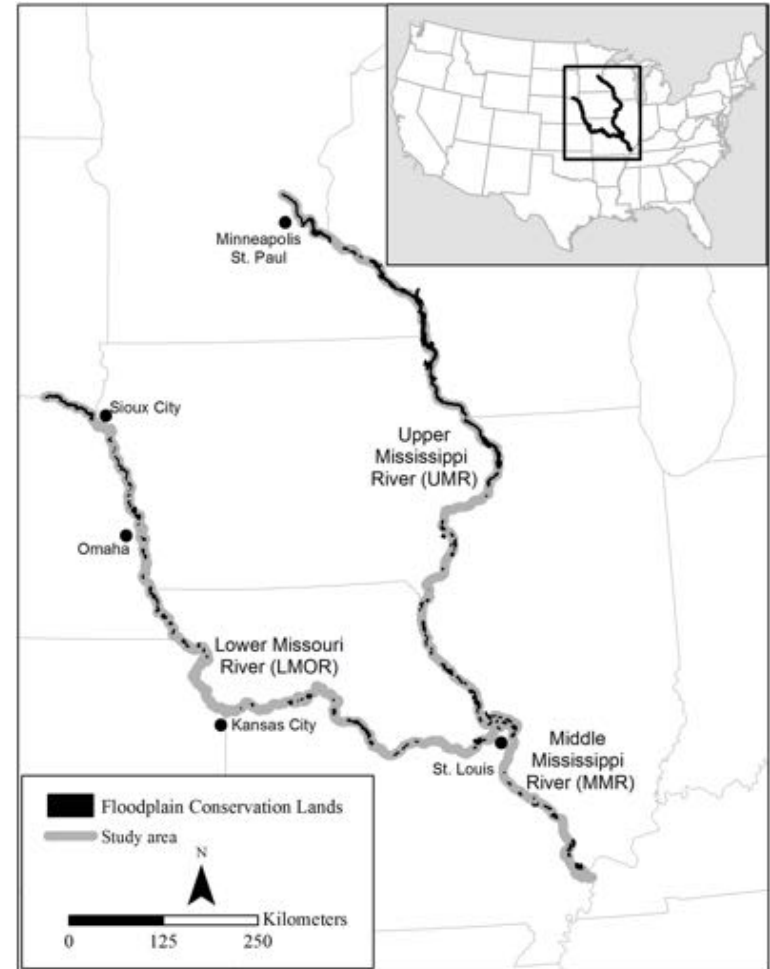 Minneapolis
St. Paul
Sioux City
Upper
Mississippi
River (UMR)
Omaha
Lower Missouri
River (LMOR)
Kansas City
St. Louis
Middle
Mississippi
River (MMR)
Floodplain Conservation Lands
Study area
N
Kilometers
0 125 250